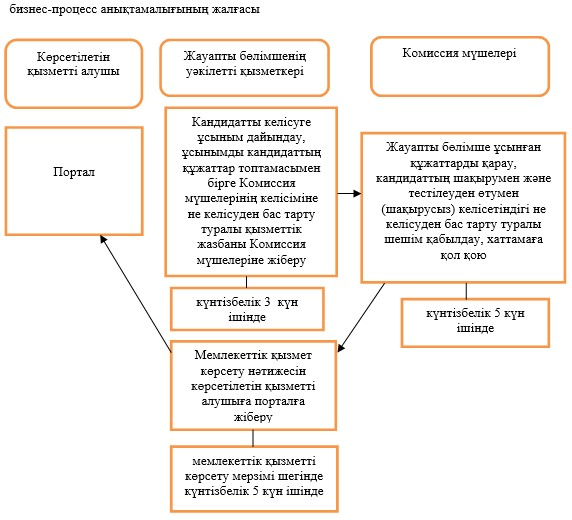 бизнес-процесс анықтамалығының жалғасы
Көрсетілетін
қызметті алушы
Жауапты бөлімшенің
уәкілетті қызметкері
Комиссия мүшелері
Портал
Кандидатты келісуге
ұсыным дайындау,
ұсынымды кандидаттың
құжаттар топтамасымен
бірге Комиссия
мүшелерінің келісіміне
не келісуден бас тарту
туралы қызметтік
жазбаны Комиссия
мүшелеріне жіберу
Жауапты бөлімше ұсынған
құжаттарды қарау,
кандидаттың шақырумен және
тестілеуден өтумен
(шақырусыз) келісетіндігі не
келісуден бас тарту туралы
шешім қабылдау, хаттамаға
қол қою
күнтізбелік 3 күн
ішінде
күнтізбелік 5 күн
ішінде
Мемлекеттік қызмет
көрсету нәтижесін
көрсетілетін қызметті
алушыға порталға
жіберу
мемлекеттік қызметті
көрсету мерзімі шегінде
күнтізбелік 5 күн ішінде